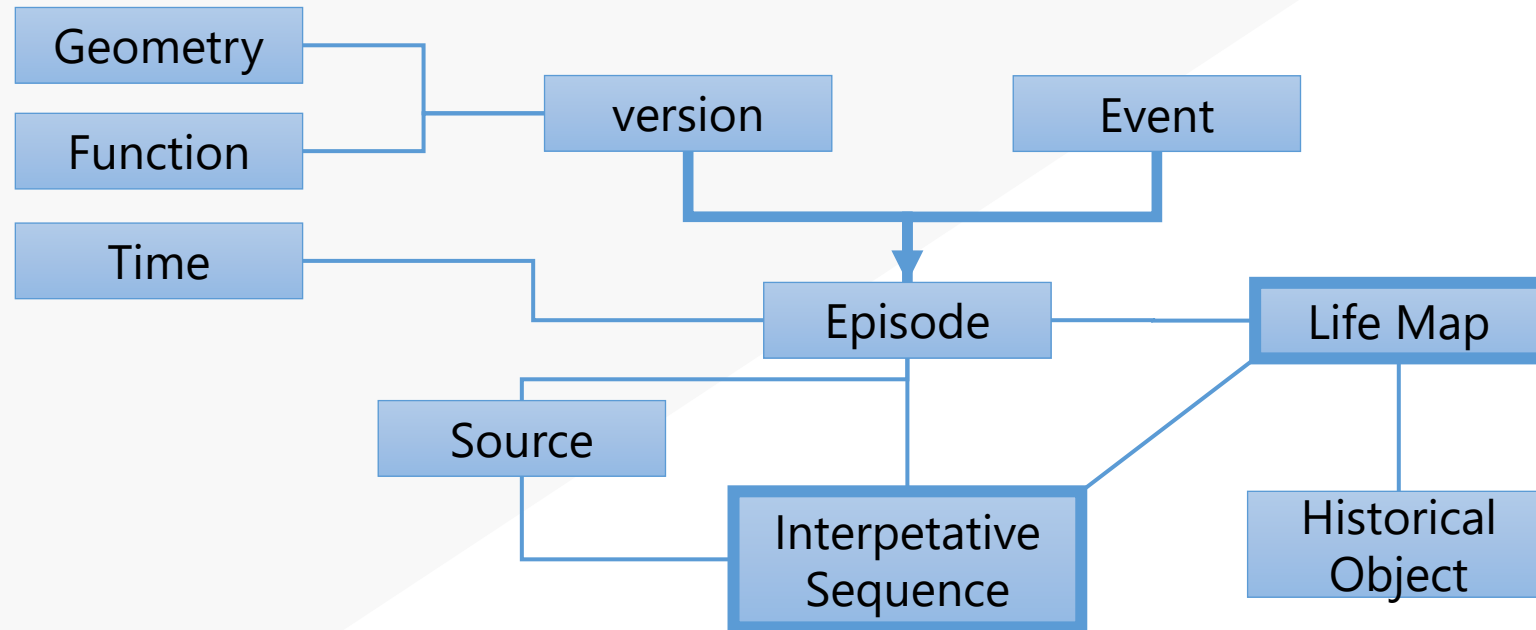 Geometry
version
Event
Function
Time
Episode
Life Map
Source
Interpetative
Sequence
Historical
Object